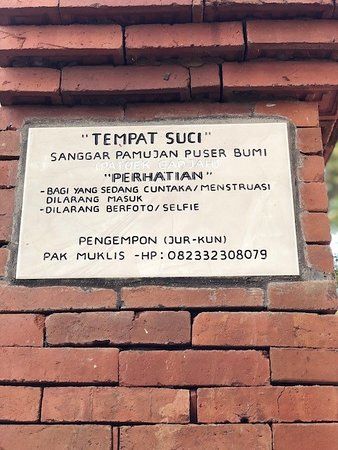 "TEMPAT SUCI"
SANGGAR PAMUJAN PUSER BUMI
"PERHATIAN"
-BAGI YANG SEDANG CUNTAKA/MENSTRUASI
DILARANG MASUK
-DILARANG BERFOTO/SELFIE
PENGEMPON (JUR-KUN)
PAK MUKLIS -HP: 082332308079